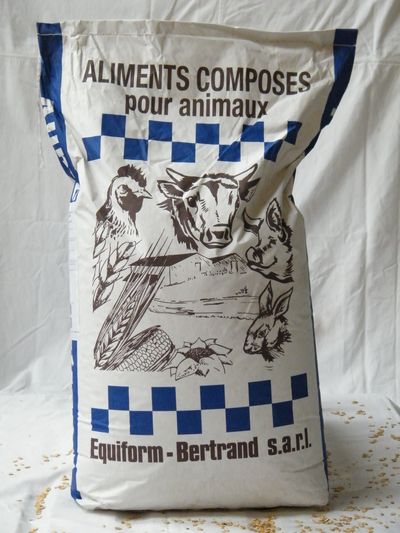 ALIMENTS COMPOSES
pour animaux
Equiform-Bertrand s.a.r.l.